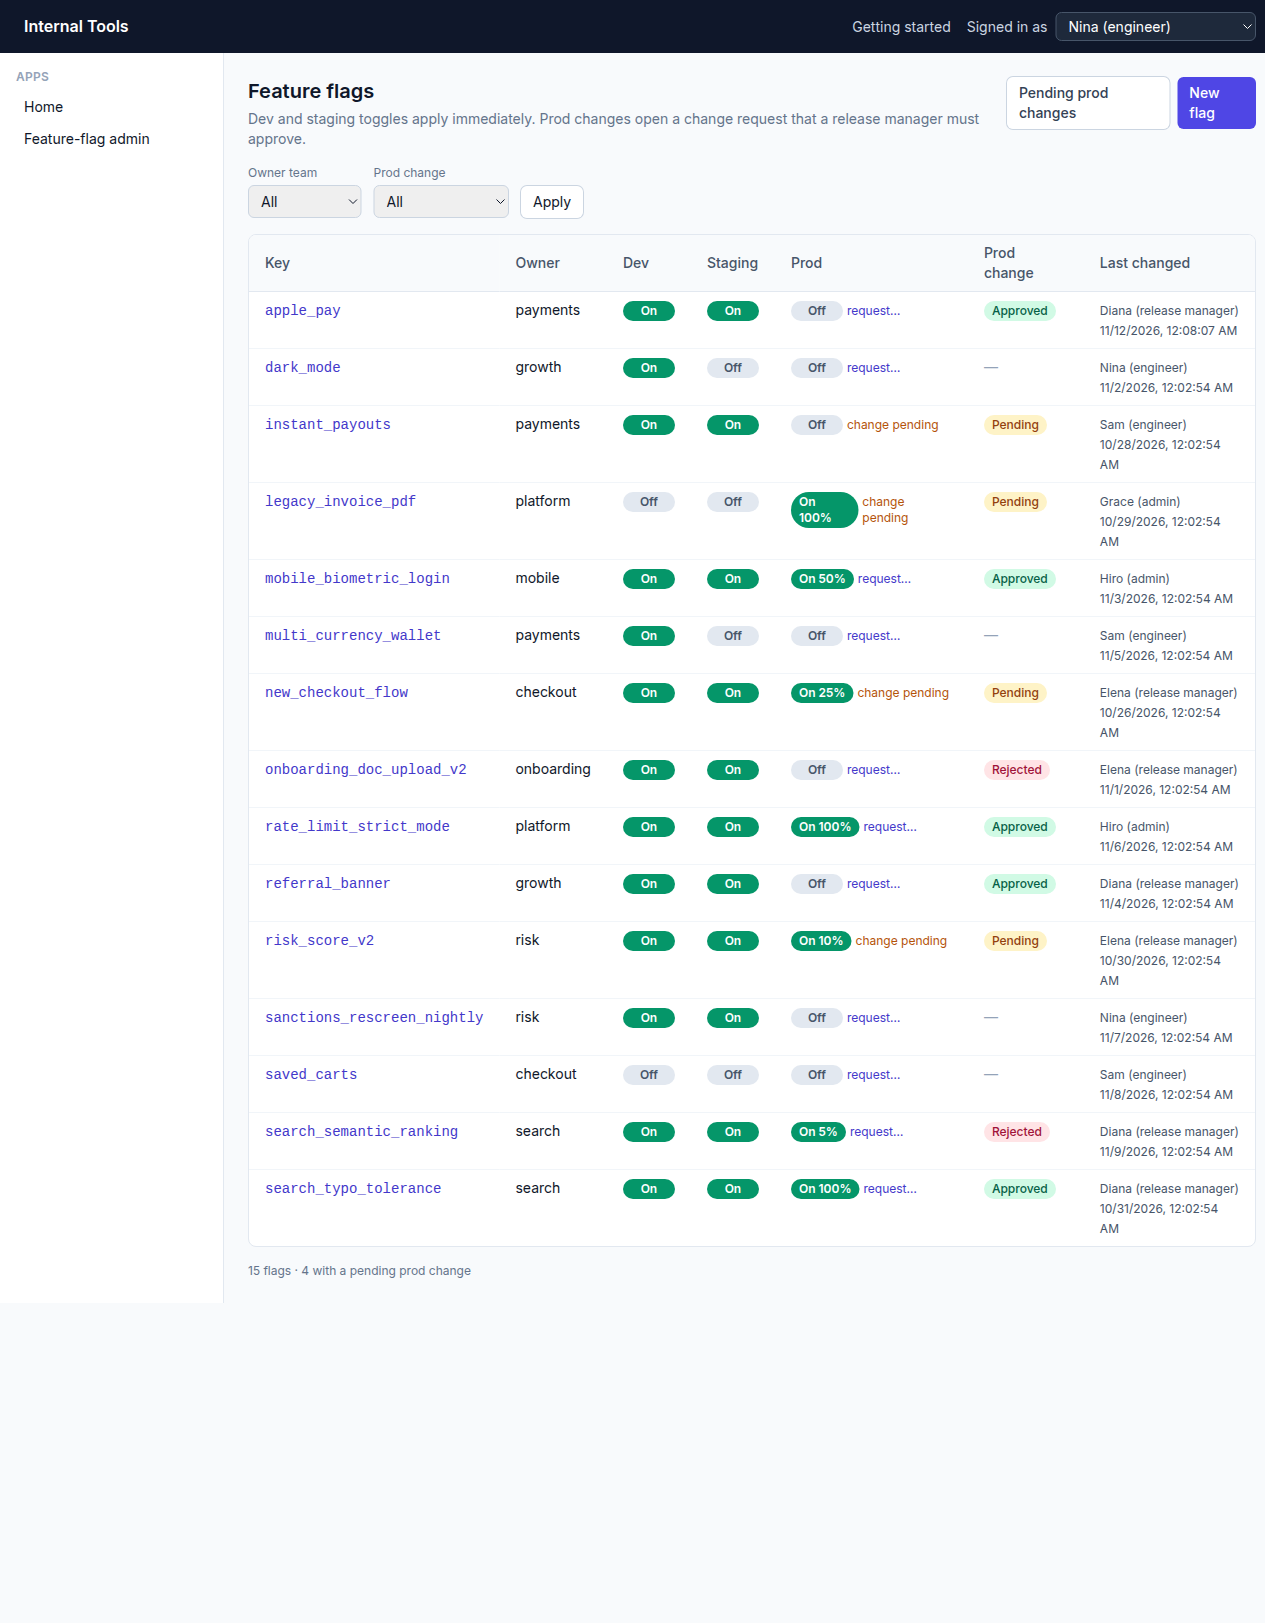 Internal Tools
Getting started Signed in as Nina (engineer)
APPS
Home
Feature-flag admin
Feature flags
Dev and staging toggles apply immediately. Prod changes open a change request that a release manager must
approve.
Pending prod
changes
New
flag
Owner team Prod change
All All Apply
Key Owner Dev Staging Prod Prod
change Last changed
apple_pay payments On On Off request... Approved Diana (release manager)
11/12/2026, 12:08:07 AM
dark_mode growth On Off Off request... — Nina (engineer)
11/2/2026, 12:02:54 AM
instant_payouts payments On On Off change pending Pending Sam (engineer)
10/28/2026, 12:02:54
AM
legacy_invoice_pdf platform Off Off On
100% change
pending Pending Grace (admin)
10/29/2026, 12:02:54
AM
mobile_biometric_login mobile On On On 50% request... Approved Hiro (admin)
11/3/2026, 12:02:54 AM
multi_currency_wallet payments On Off Off request... — Sam (engineer)
11/5/2026, 12:02:54 AM
new_checkout_flow checkout On On On 25% change pending Pending Elena (release manager)
10/26/2026, 12:02:54
AM
onboarding_doc_upload_v2 onboarding On On Off request... Rejected Elena (release manager)
11/1/2026, 12:02:54 AM
rate_limit_strict_mode platform On On On 100% request... Approved Hiro (admin)
11/6/2026, 12:02:54 AM
referral_banner growth On On Off request... Approved Diana (release manager)
11/4/2026, 12:02:54 AM
risk_score_v2 risk On On On 10% change pending Pending Elena (release manager)
10/30/2026, 12:02:54
AM
sanctions_rescreen_nightly risk On On Off request... — Nina (engineer)
11/7/2026, 12:02:54 AM
saved_carts checkout Off Off Off request... — Sam (engineer)
11/8/2026, 12:02:54 AM
search_semantic_ranking search On On On 5% request... Rejected Diana (release manager)
11/9/2026, 12:02:54 AM
search_typo_tolerance search On On On 100% request... Approved Diana (release manager)
10/31/2026, 12:02:54
AM
15 flags · 4 with a pending prod change